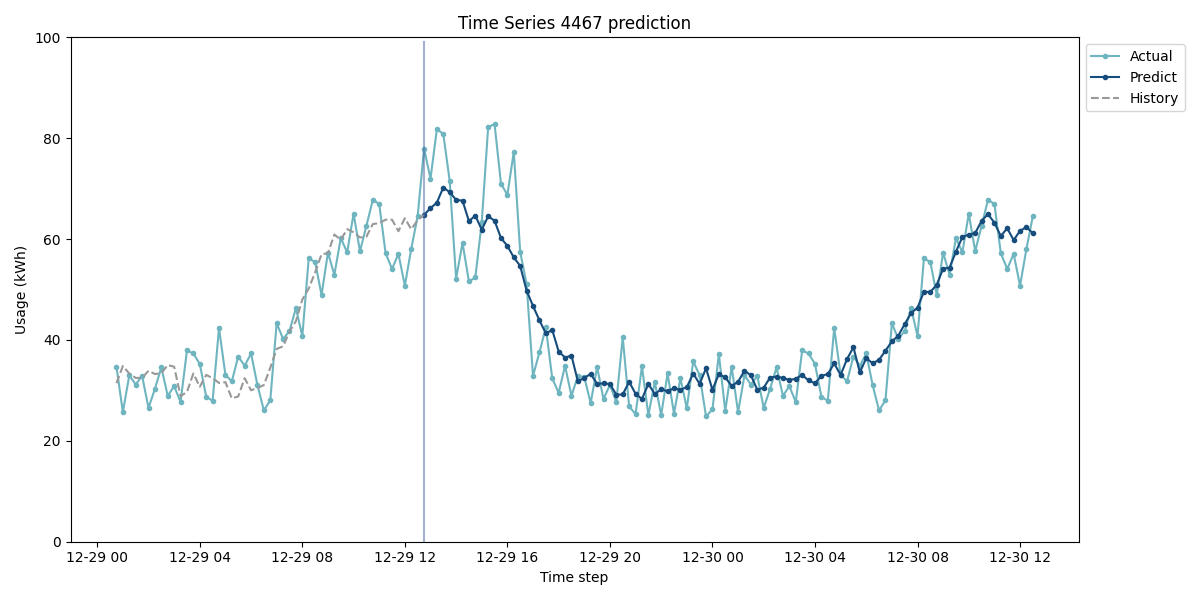 Time Series 4467 prediction
100
80
60
40
20
0
Usage (kWh)
12-29 00
12-29 04
12-29 08
12-29 12
12-29 16
12-29 20
12-30 00
12-30 04
12-30 08
12-30 12
Time step
Actual
Predict
History